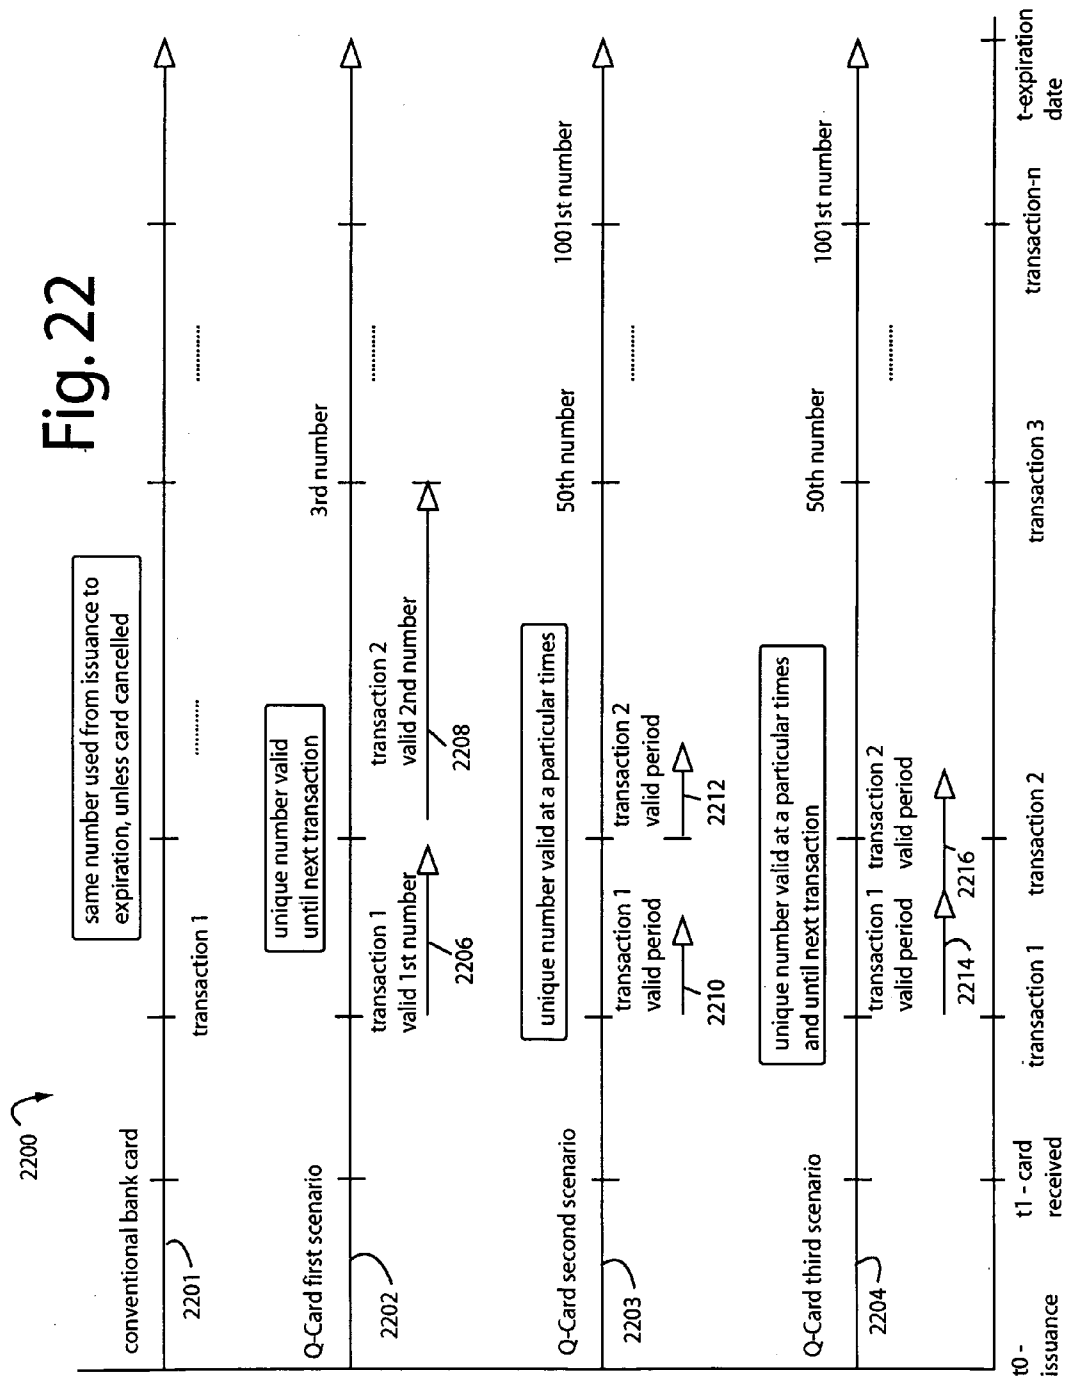 Fig. 22
2200
same number used from issuance to
expiration, unless card cancelled
conventional bank card
2201
transaction 1
............
............
unique number valid
until next transaction
Q-Card first scenario
2202
3rd number
transaction 1
valid 1st number
2206
transaction 2
valid 2nd number
2208
............
unique number valid at a particular times
Q-Card second scenario
2203
50th number
1001st number
transaction 1
valid period
2210
transaction 2
valid period
2212
............
unique number valid at a particular times
and until next transaction
Q-Card third scenario
2204
50th number
1001st number
transaction 1
valid period
2214
transaction 2
valid period
2216
............
t0 -
issuance
t1 - card
received
transaction 1
transaction 2
transaction 3
transaction-n
t-expiration
date